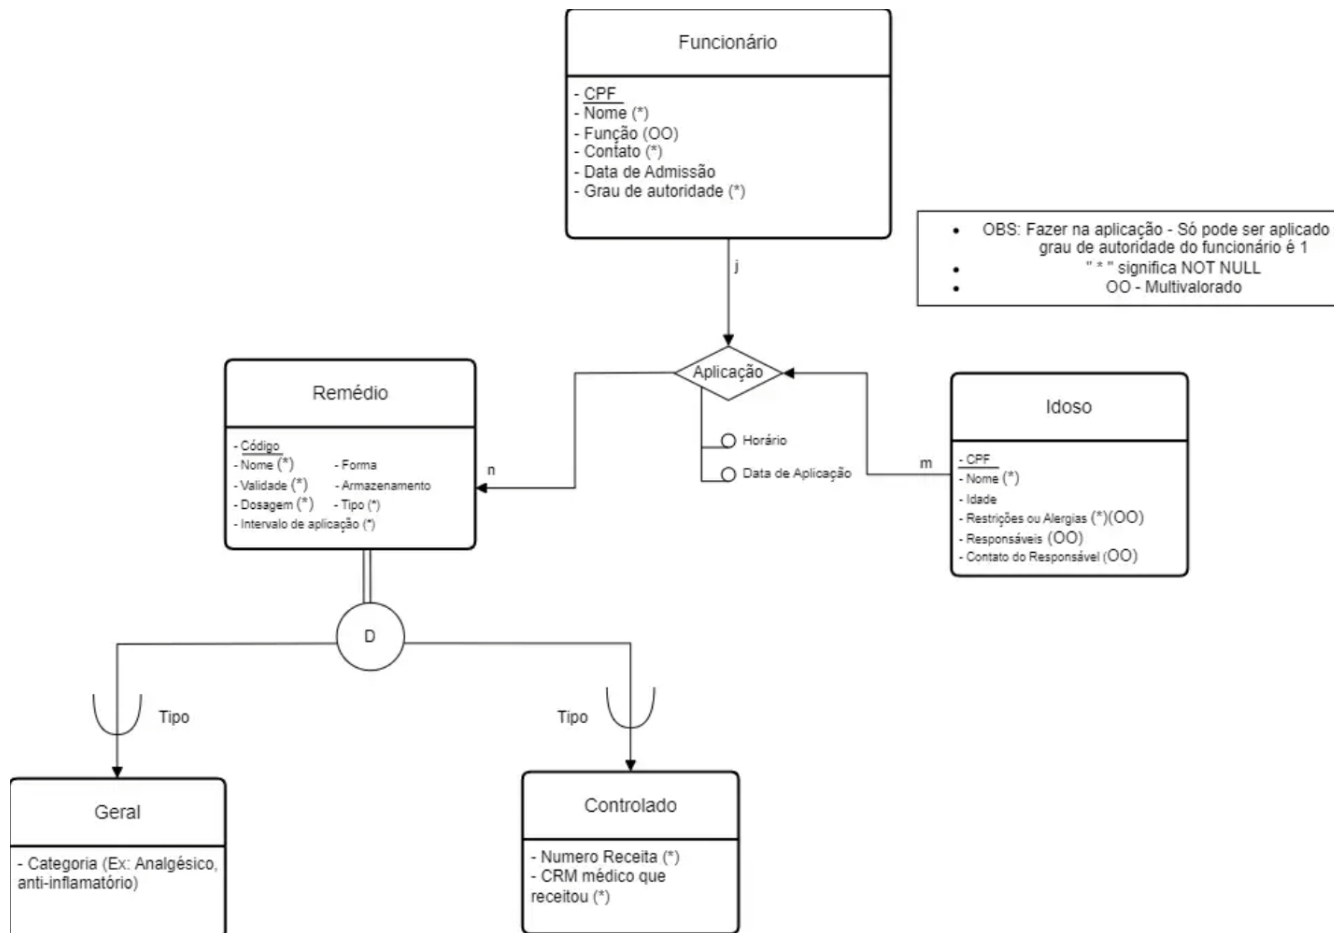 Funcionário
- CPF
- Nome (*)
- Função (OO)
- Contato (*)
- Data de Admissão
- Grau de autoridade (*)
j
• OBS: Fazer na aplicação - Só pode ser aplicado
grau de autoridade do funcionário é 1
• " * " significa NOT NULL
• OO - Multivalorado
Aplicação
Horário
Data de Aplicação
Remédio
- Código
- Nome (*) - Forma
- Validade (*) - Armazenamento
- Dosagem (*) - Tipo (*)
- Intervalo de aplicação (*)
n
m
Idoso
- CPF
- Nome (*)
- Idade
- Restrições ou Alergias (*)(OO)
- Responsáveis (OO)
- Contato do Responsável (OO)
D
Tipo
Tipo
Geral
- Categoria (Ex: Analgésico,
anti-inflamatório)
Controlado
- Numero Receita (*)
- CRM médico que
receitou (*)